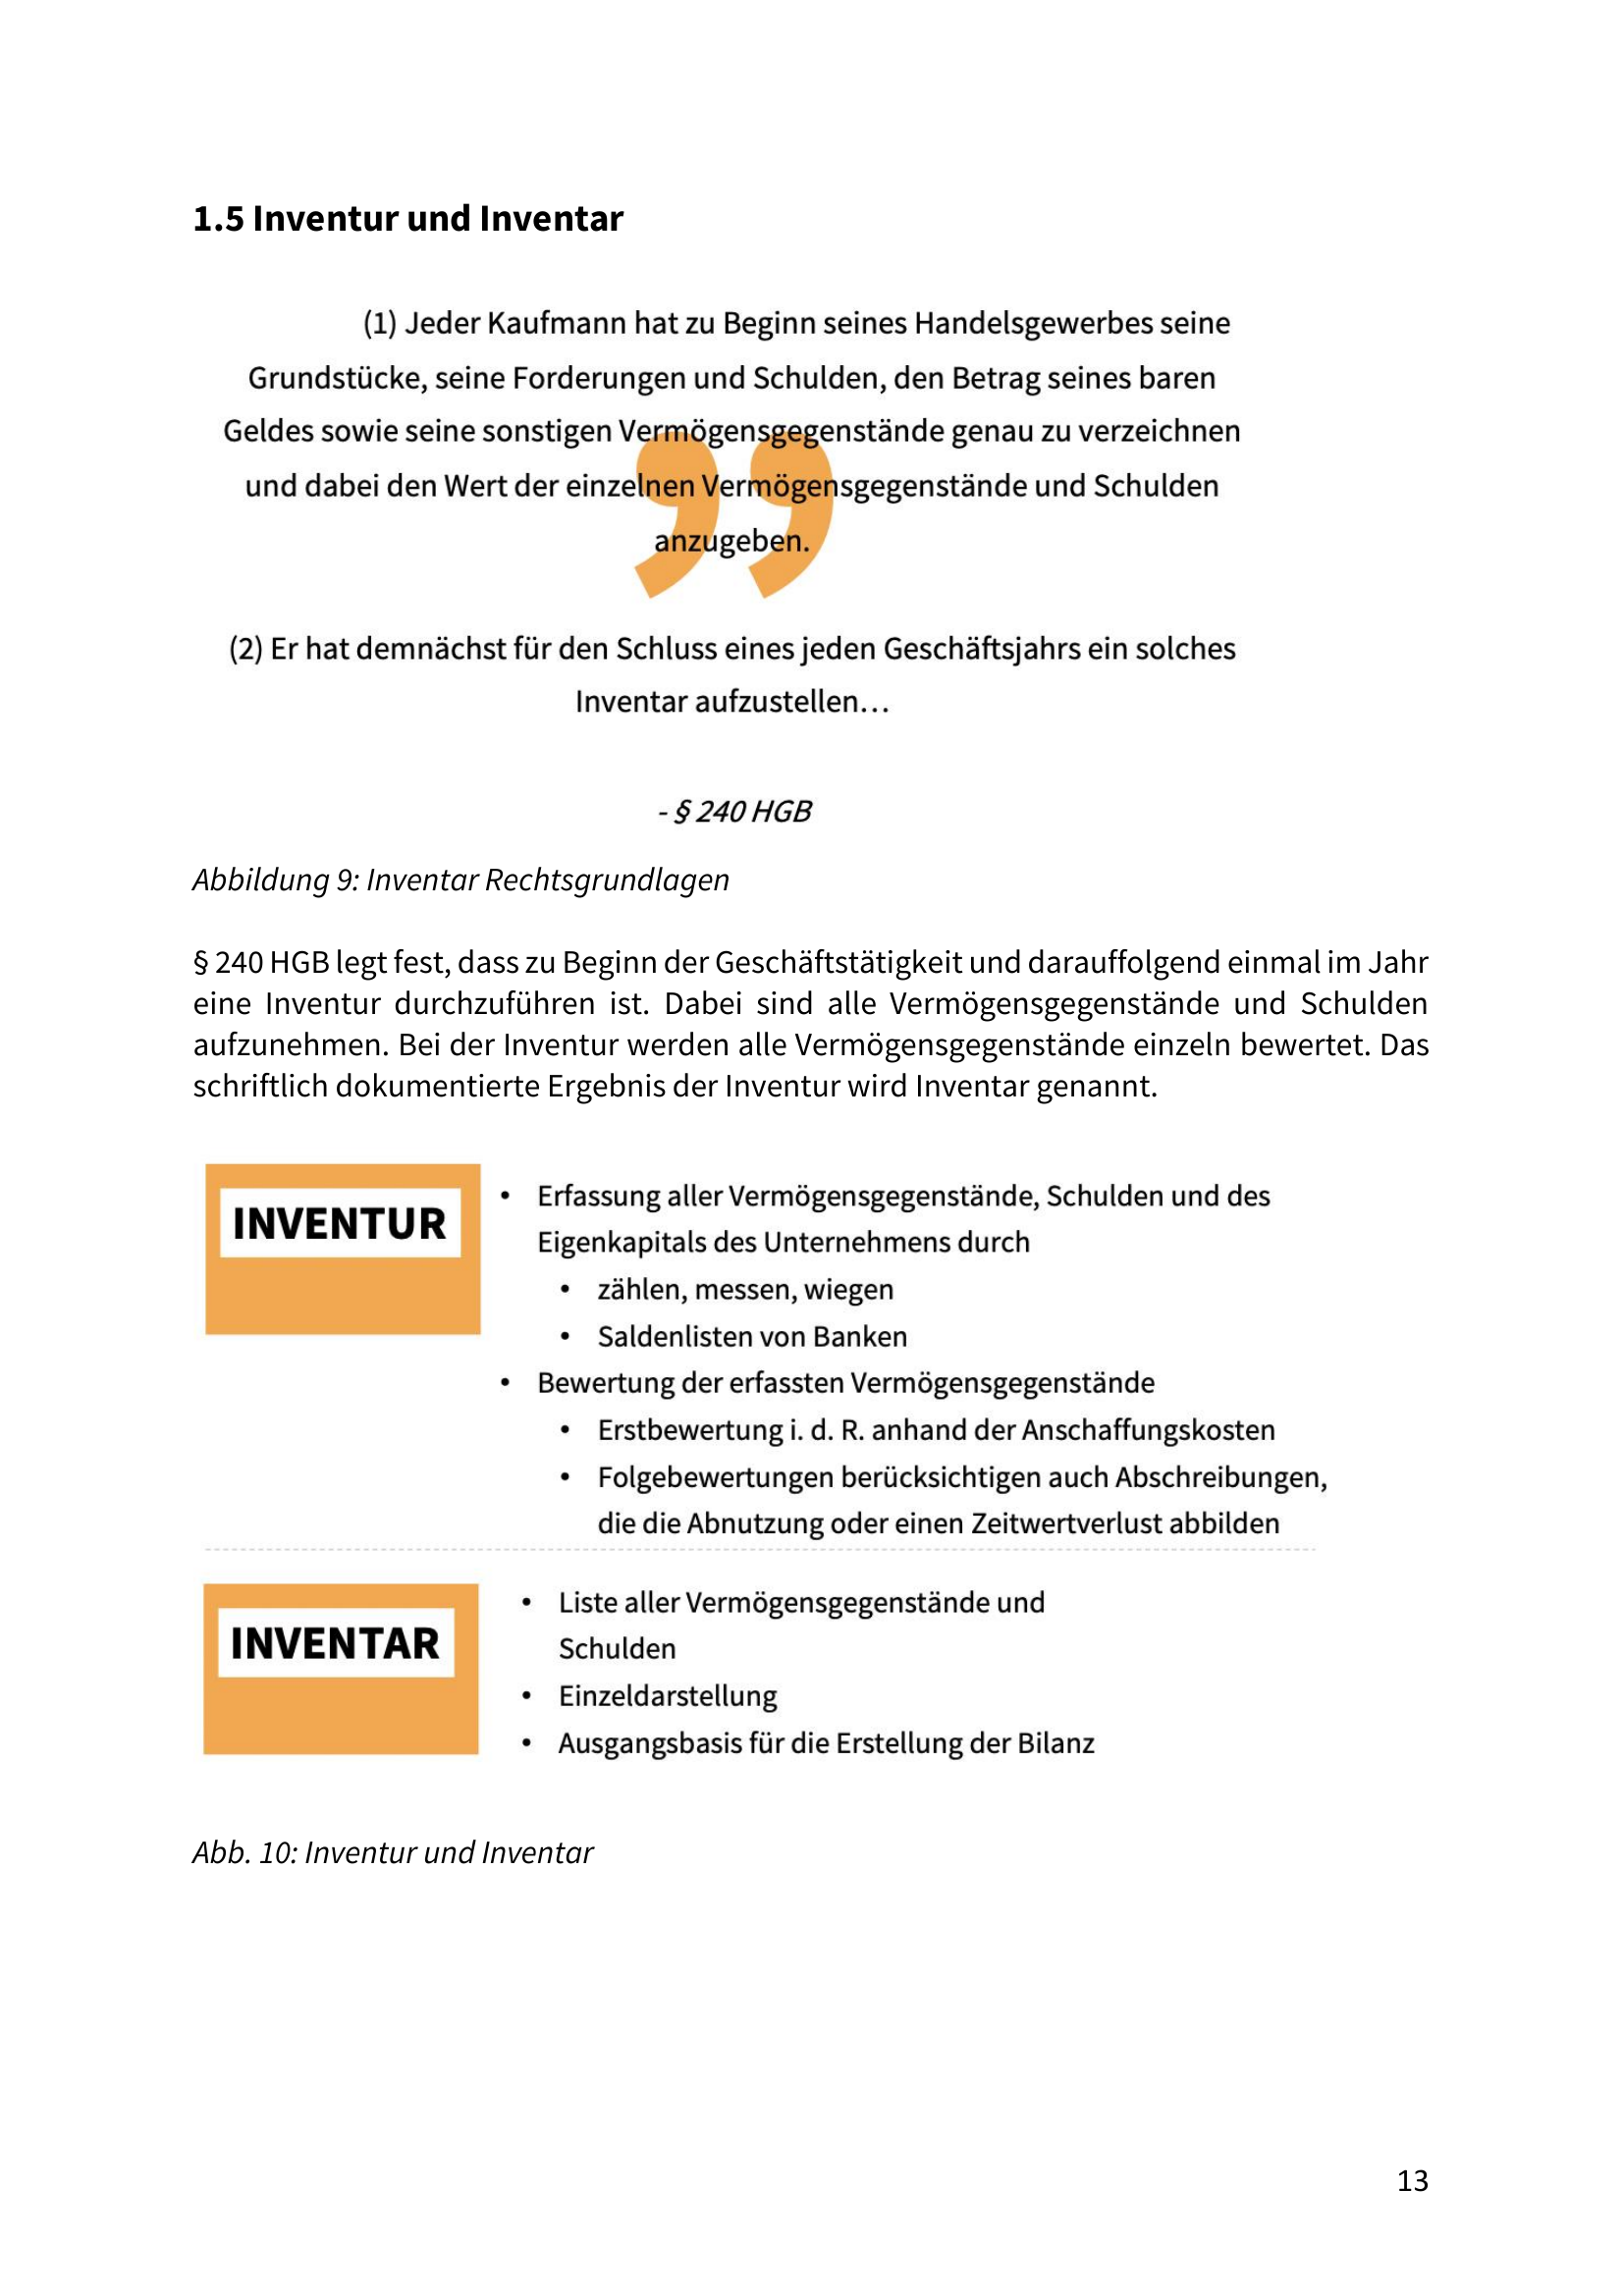 1.5 Inventur und Inventar
(1) Jeder Kaufmann hat zu Beginn seines Handelsgewerbes seine
Grundstücke, seine Forderungen und Schulden, den Betrag seines baren
Geldes sowie seine sonstigen Vermögensgegenstände genau zu verzeichnen
und dabei den Wert der einzelnen Vermögensgegenstände und Schulden
anzugeben.
(2) Er hat demnächst für den Schluss eines jeden Geschäftsjahrs ein solches
Inventar aufzustellen…
- § 240 HGB
Abbildung 9: Inventar Rechtsgrundlagen
§ 240 HGB legt fest, dass zu Beginn der Geschäftstätigkeit und darauffolgend einmal im Jahr
eine Inventur durchzuführen ist. Dabei sind alle Vermögensgegenstände und Schulden
aufzunehmen. Bei der Inventur werden alle Vermögensgegenstände einzeln bewertet. Das
schriftlich dokumentierte Ergebnis der Inventur wird Inventar genannt.
INVENTUR
• Erfassung aller Vermögensgegenstände, Schulden und des
Eigenkapitals des Unternehmens durch
• zählen, messen, wiegen
• Saldenlisten von Banken
• Bewertung der erfassten Vermögensgegenstände
• Erstbewertung i. d. R. anhand der Anschaffungskosten
• Folgebewertungen berücksichtigen auch Abschreibungen,
die die Abnutzung oder einen Zeitwertverlust abbilden
INVENTAR
• Liste aller Vermögensgegenstände und
Schulden
• Einzeldarstellung
• Ausgangsbasis für die Erstellung der Bilanz
Abb. 10: Inventur und Inventar
13